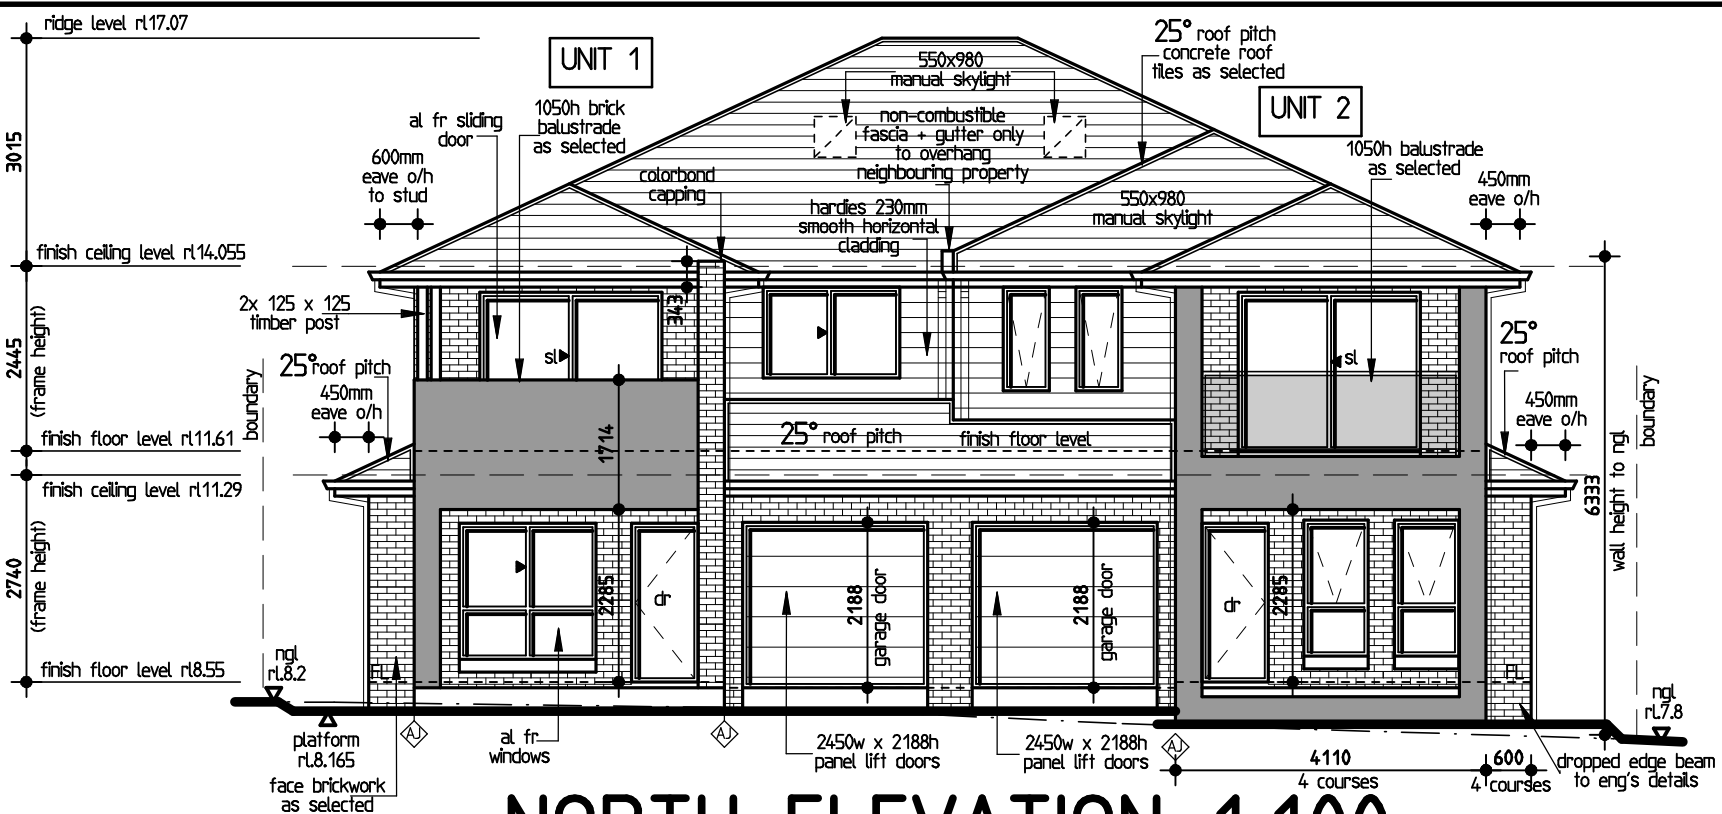 ridge level rl17.07
UNIT 1
25° roof pitch
concrete roof
tiles as selected
550x980
manual skylight
UNIT 2
al fr sliding
door
1050h brick
balustrade
as selected
non-combustible
fascia + gutter only
to overhang
neighbouring property
3015
600mm
eave o/h
to stud
1050h balustrade
as selected
colorbond
capping
450mm
eave o/h
hardies 230mm
smooth horizontal
cladding
550x980
manual skylight
finish ceiling level rl14.055
2x 125 x 125
timber post
343
2445
(frame height)
25° roof pitch
boundary
450mm
eave o/h
sl
sl
25°
roof pitch
450mm
eave o/h
boundary
finish floor level rl11.61
1714
25° roof pitch
finish floor level
finish ceiling level rl11.29
6333
wall height to ngl
2740
(frame height)
2285
dr
2188
garage door
2188
garage door
dr
2285
finish floor level rl8.55
ngl
rl.8.2
FL
FL
ngl
rl.7.8
platform
rl.8.165
AJ
AJ
AJ
al fr
windows
2450w x 2188h
panel lift doors
2450w x 2188h
panel lift doors
4110
4 courses
600
4 courses
dropped edge beam
to eng's details
face brickwork
as selected
NORTH ELEVATION 1:100